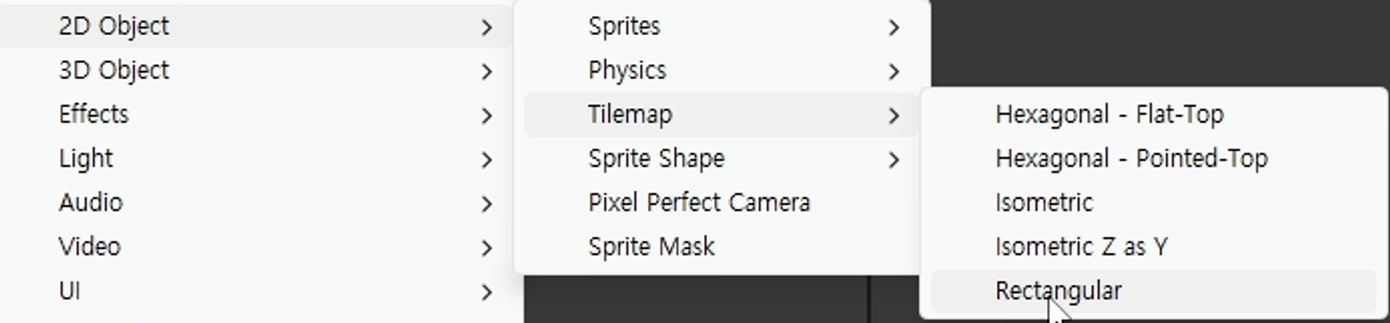 2D Object
3D Object
Effects
Light
Audio
Video
UI
Sprites
Physics
Tilemap
Sprite Shape
Pixel Perfect Camera
Sprite Mask
Hexagonal - Flat-Top
Hexagonal - Pointed-Top
Isometric
Isometric Z as Y
Rectangular